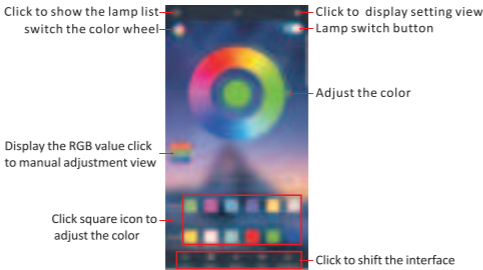 Click to show the lamp list
switch the color wheel
Click to display setting view
Lamp switch button
Adjust the color
Display the RGB value click
to manual adjustment view
Click square icon to
adjust the color
Click to shift the interface